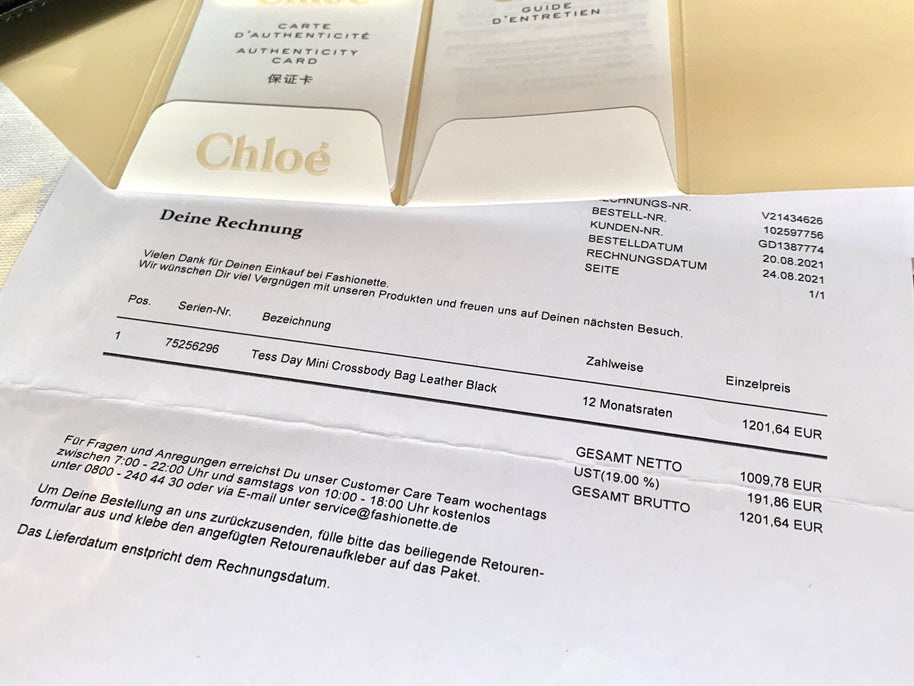 Chloé
CARTE
D'AUTHENTICITÉ
AUTHENTICITY
CARD
保证卡
GUIDE
D'ENTRETIEN
Chloé
Deine Rechnung
Vielen Dank für Deinen Einkauf bei Fashionette.
Wir wünschen Dir viel Vergnügen mit unseren Produkten und freuen uns auf Deinen nächsten Besuch.
RECHNUNGS-NR. V21434626
BESTELL-NR. 102597756
KUNDEN-NR. GD1387774
BESTELLDATUM 20.08.2021
RECHNUNGSDATUM 24.08.2021
SEITE 1/1
Pos. Serien-Nr. Bezeichnung Zahlweise Einzelpreis
1 75256296 Tess Day Mini Crossbody Bag Leather Black 12 Monatsraten 1201,64 EUR
GESAMT NETTO 1009,78 EUR
UST(19.00 %) 191,86 EUR
GESAMT BRUTTO 1201,64 EUR
Für Fragen und Anregungen erreichst Du unser Customer Care Team wochentags
zwischen 7:00 - 22:00 Uhr und samstags von 10:00 - 18:00 Uhr kostenlos
unter 0800 - 240 44 30 oder via E-mail unter service@fashionette.de
Um Deine Bestellung an uns zurückzusenden, fülle bitte das beiliegende Retouren-
formular aus und klebe den angefügten Retourenaufkleber auf das Paket.
Das Lieferdatum enstpricht dem Rechnungsdatum.